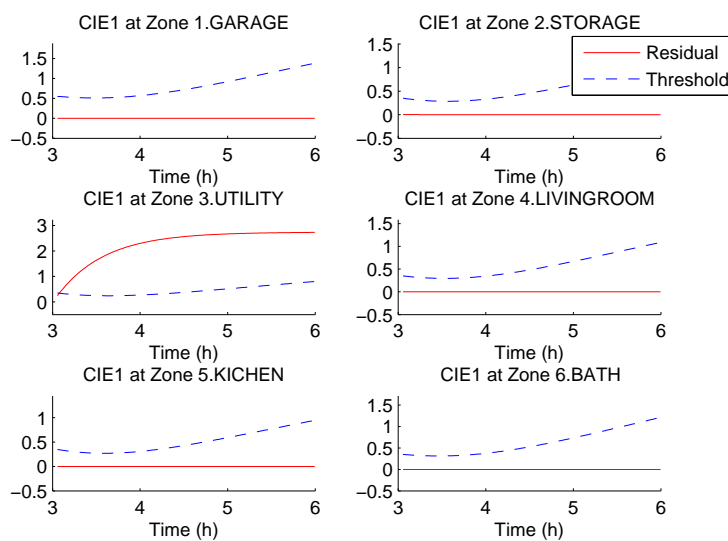 CIE1 at Zone 1.GARAGE
1.5
1
0.5
0
−0.5
3 4 5 6
Time (h)
CIE1 at Zone 2.STORAGE
1.5
1
0.5
0
−0.5
3 4 5 6
Time (h)
Residual
Threshold
CIE1 at Zone 3.UTILITY
3
2
1
0
3 4 5 6
Time (h)
CIE1 at Zone 4.LIVINGROOM
1.5
1
0.5
0
−0.5
3 4 5 6
Time (h)
CIE1 at Zone 5.KICHEN
1
0.5
0
−0.5
3 4 5 6
Time (h)
CIE1 at Zone 6.BATH
1.5
1
0.5
0
−0.5
3 4 5 6
Time (h)